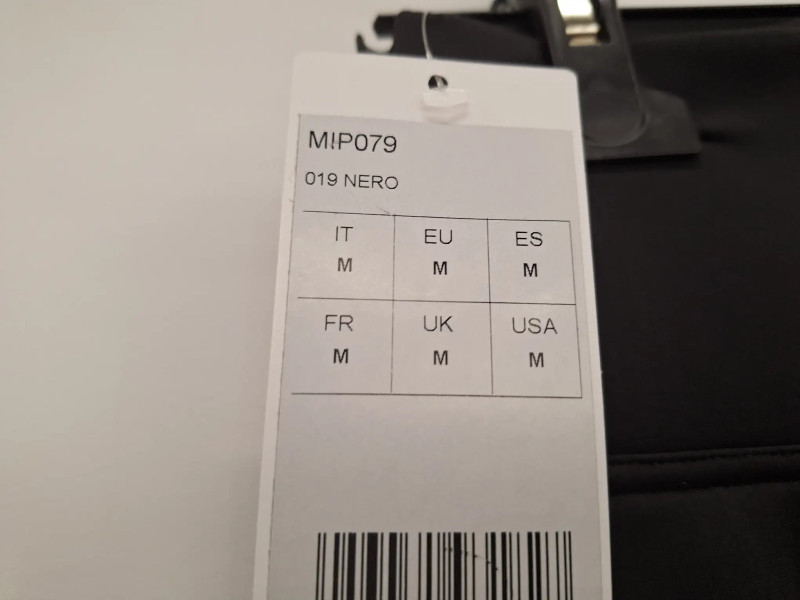 MIP079
019 NERO
IT EU ES
M M M
FR UK USA
M M M